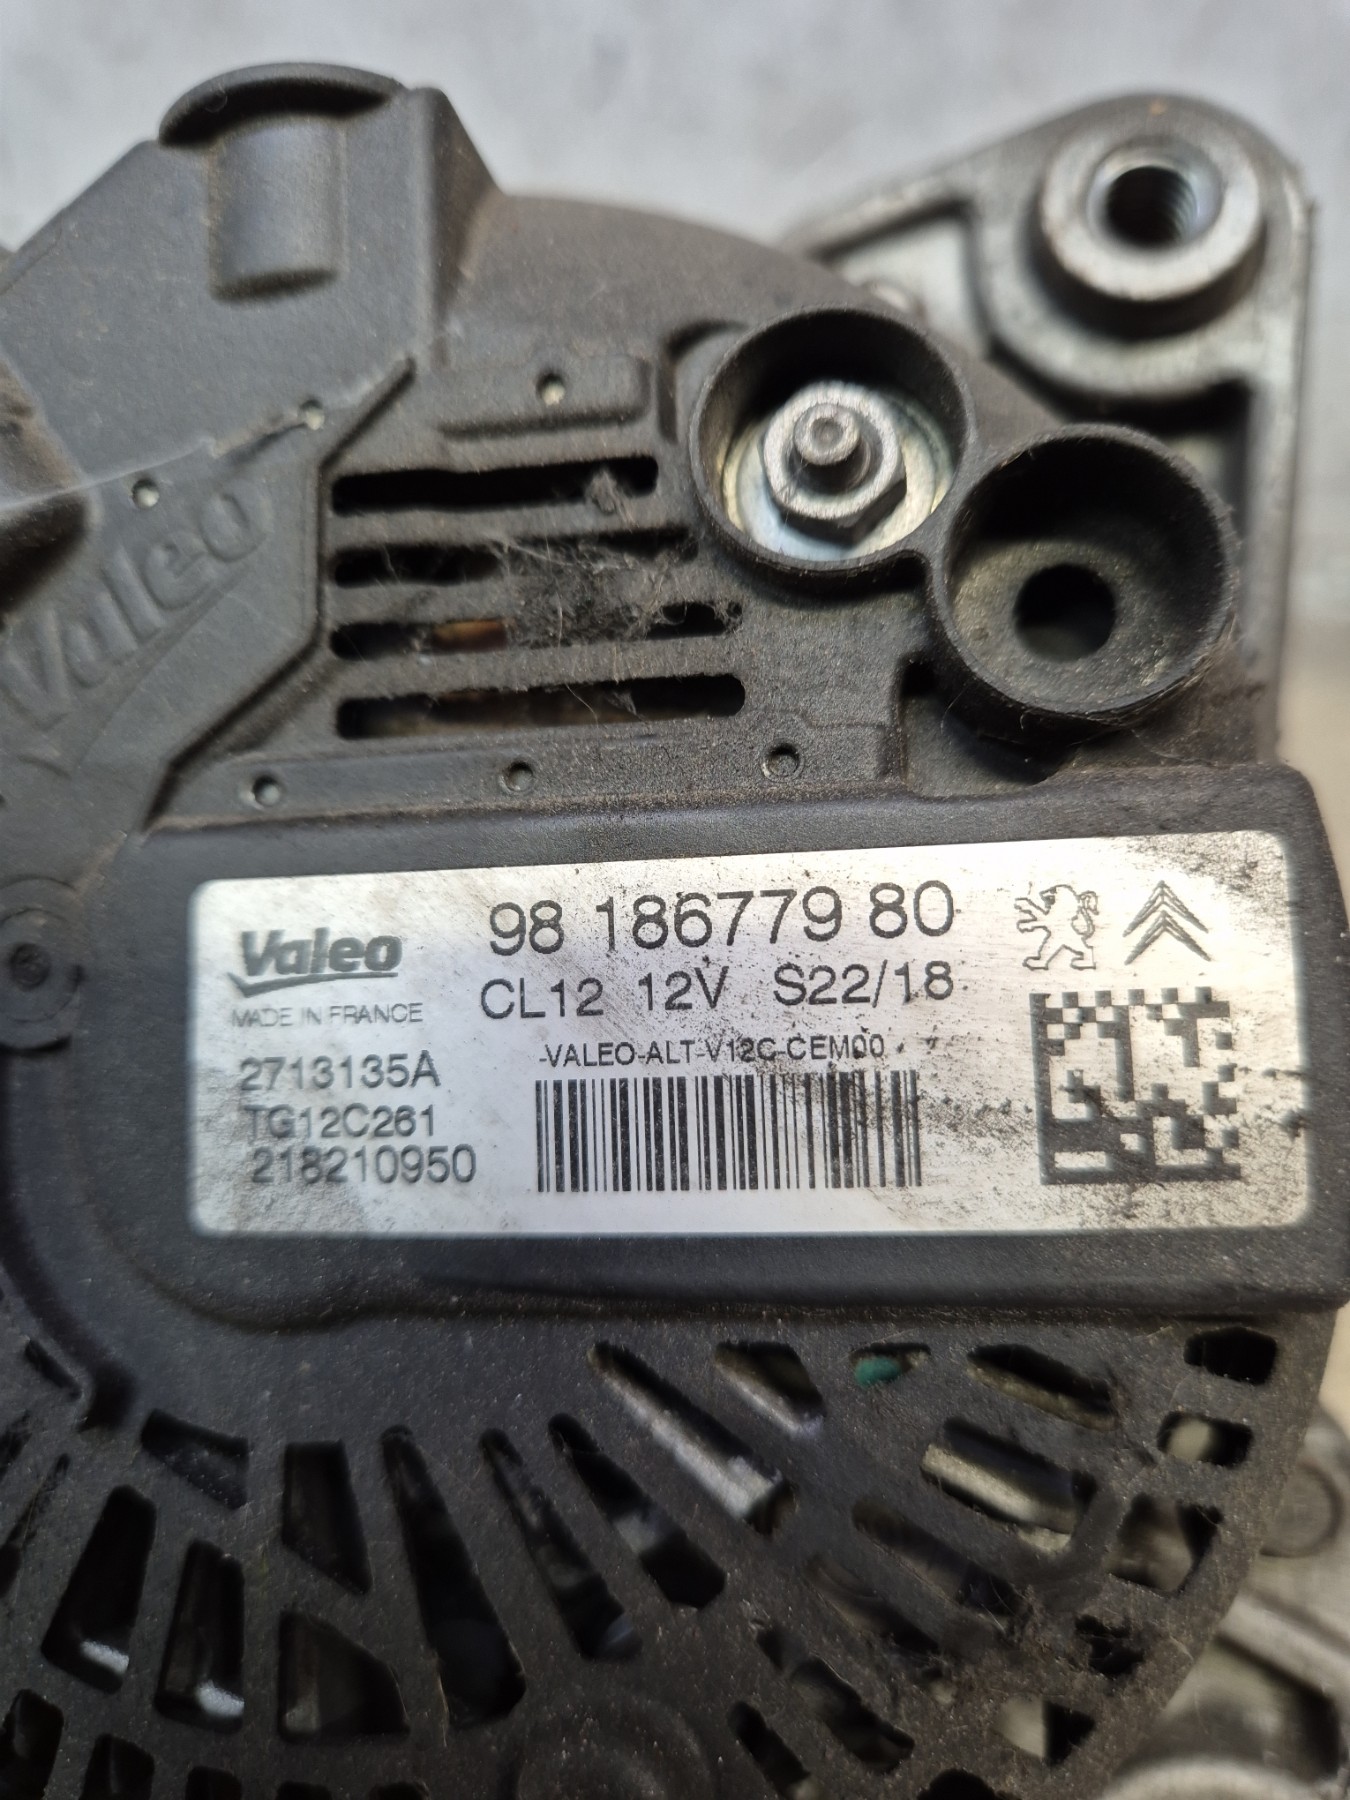 Valeo
Valeo
98 186779 80
MADE IN FRANCE
CL12 12V S22/18
-VALEO-ALT-V12C-CEM00
2713135A
TG12C261
218210950